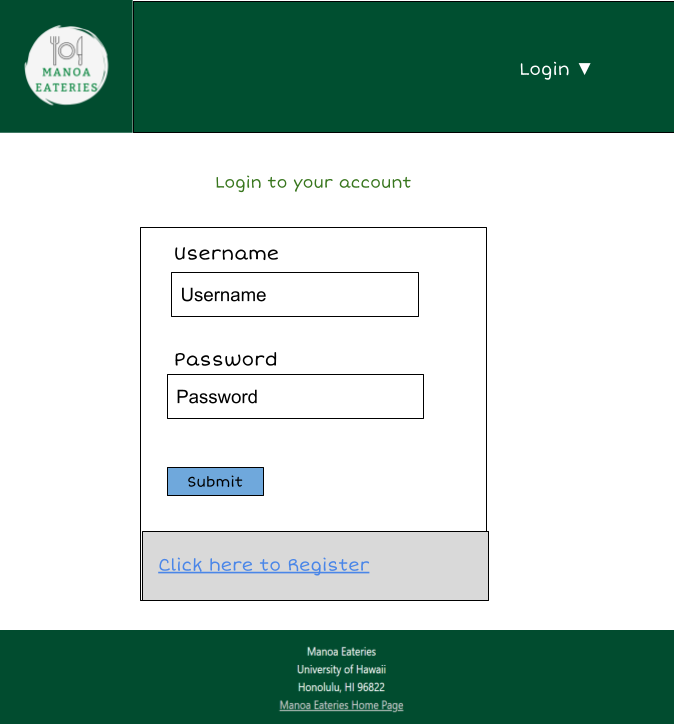 MANOA
EATERIES
Login ▼
Login to your account
Username
Username
Password
Password
Submit
Click here to Register
Manoa Eateries
University of Hawaii
Honolulu, HI 96822
Manoa Eateries Home Page